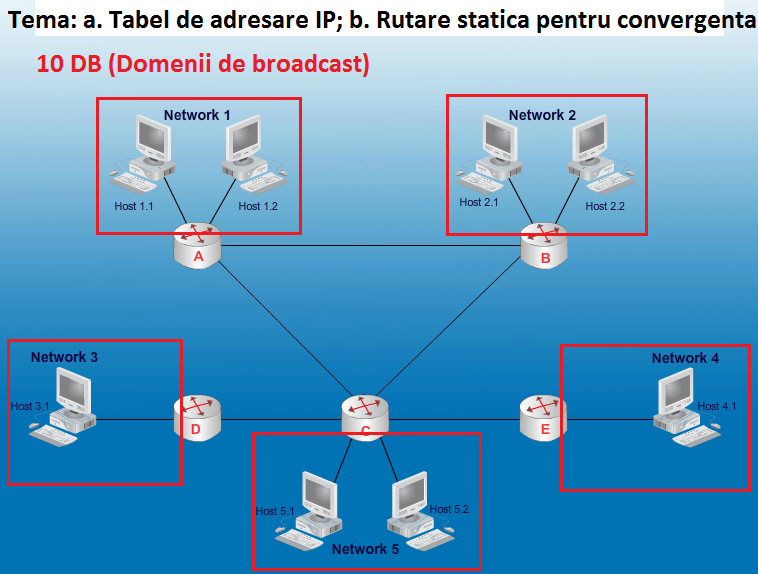 Tema: a. Tabel de adresare IP; b. Rutare statica pentru convergenta
10 DB (Domenii de broadcast)
Network 1
Network 2
Host 1.1
Host 1.2
Host 2.1
Host 2.2
A
B
Network 3
Network 4
Host 3.1
Host 4.1
D
C
E
Host 5.1
Host 5.2
Network 5